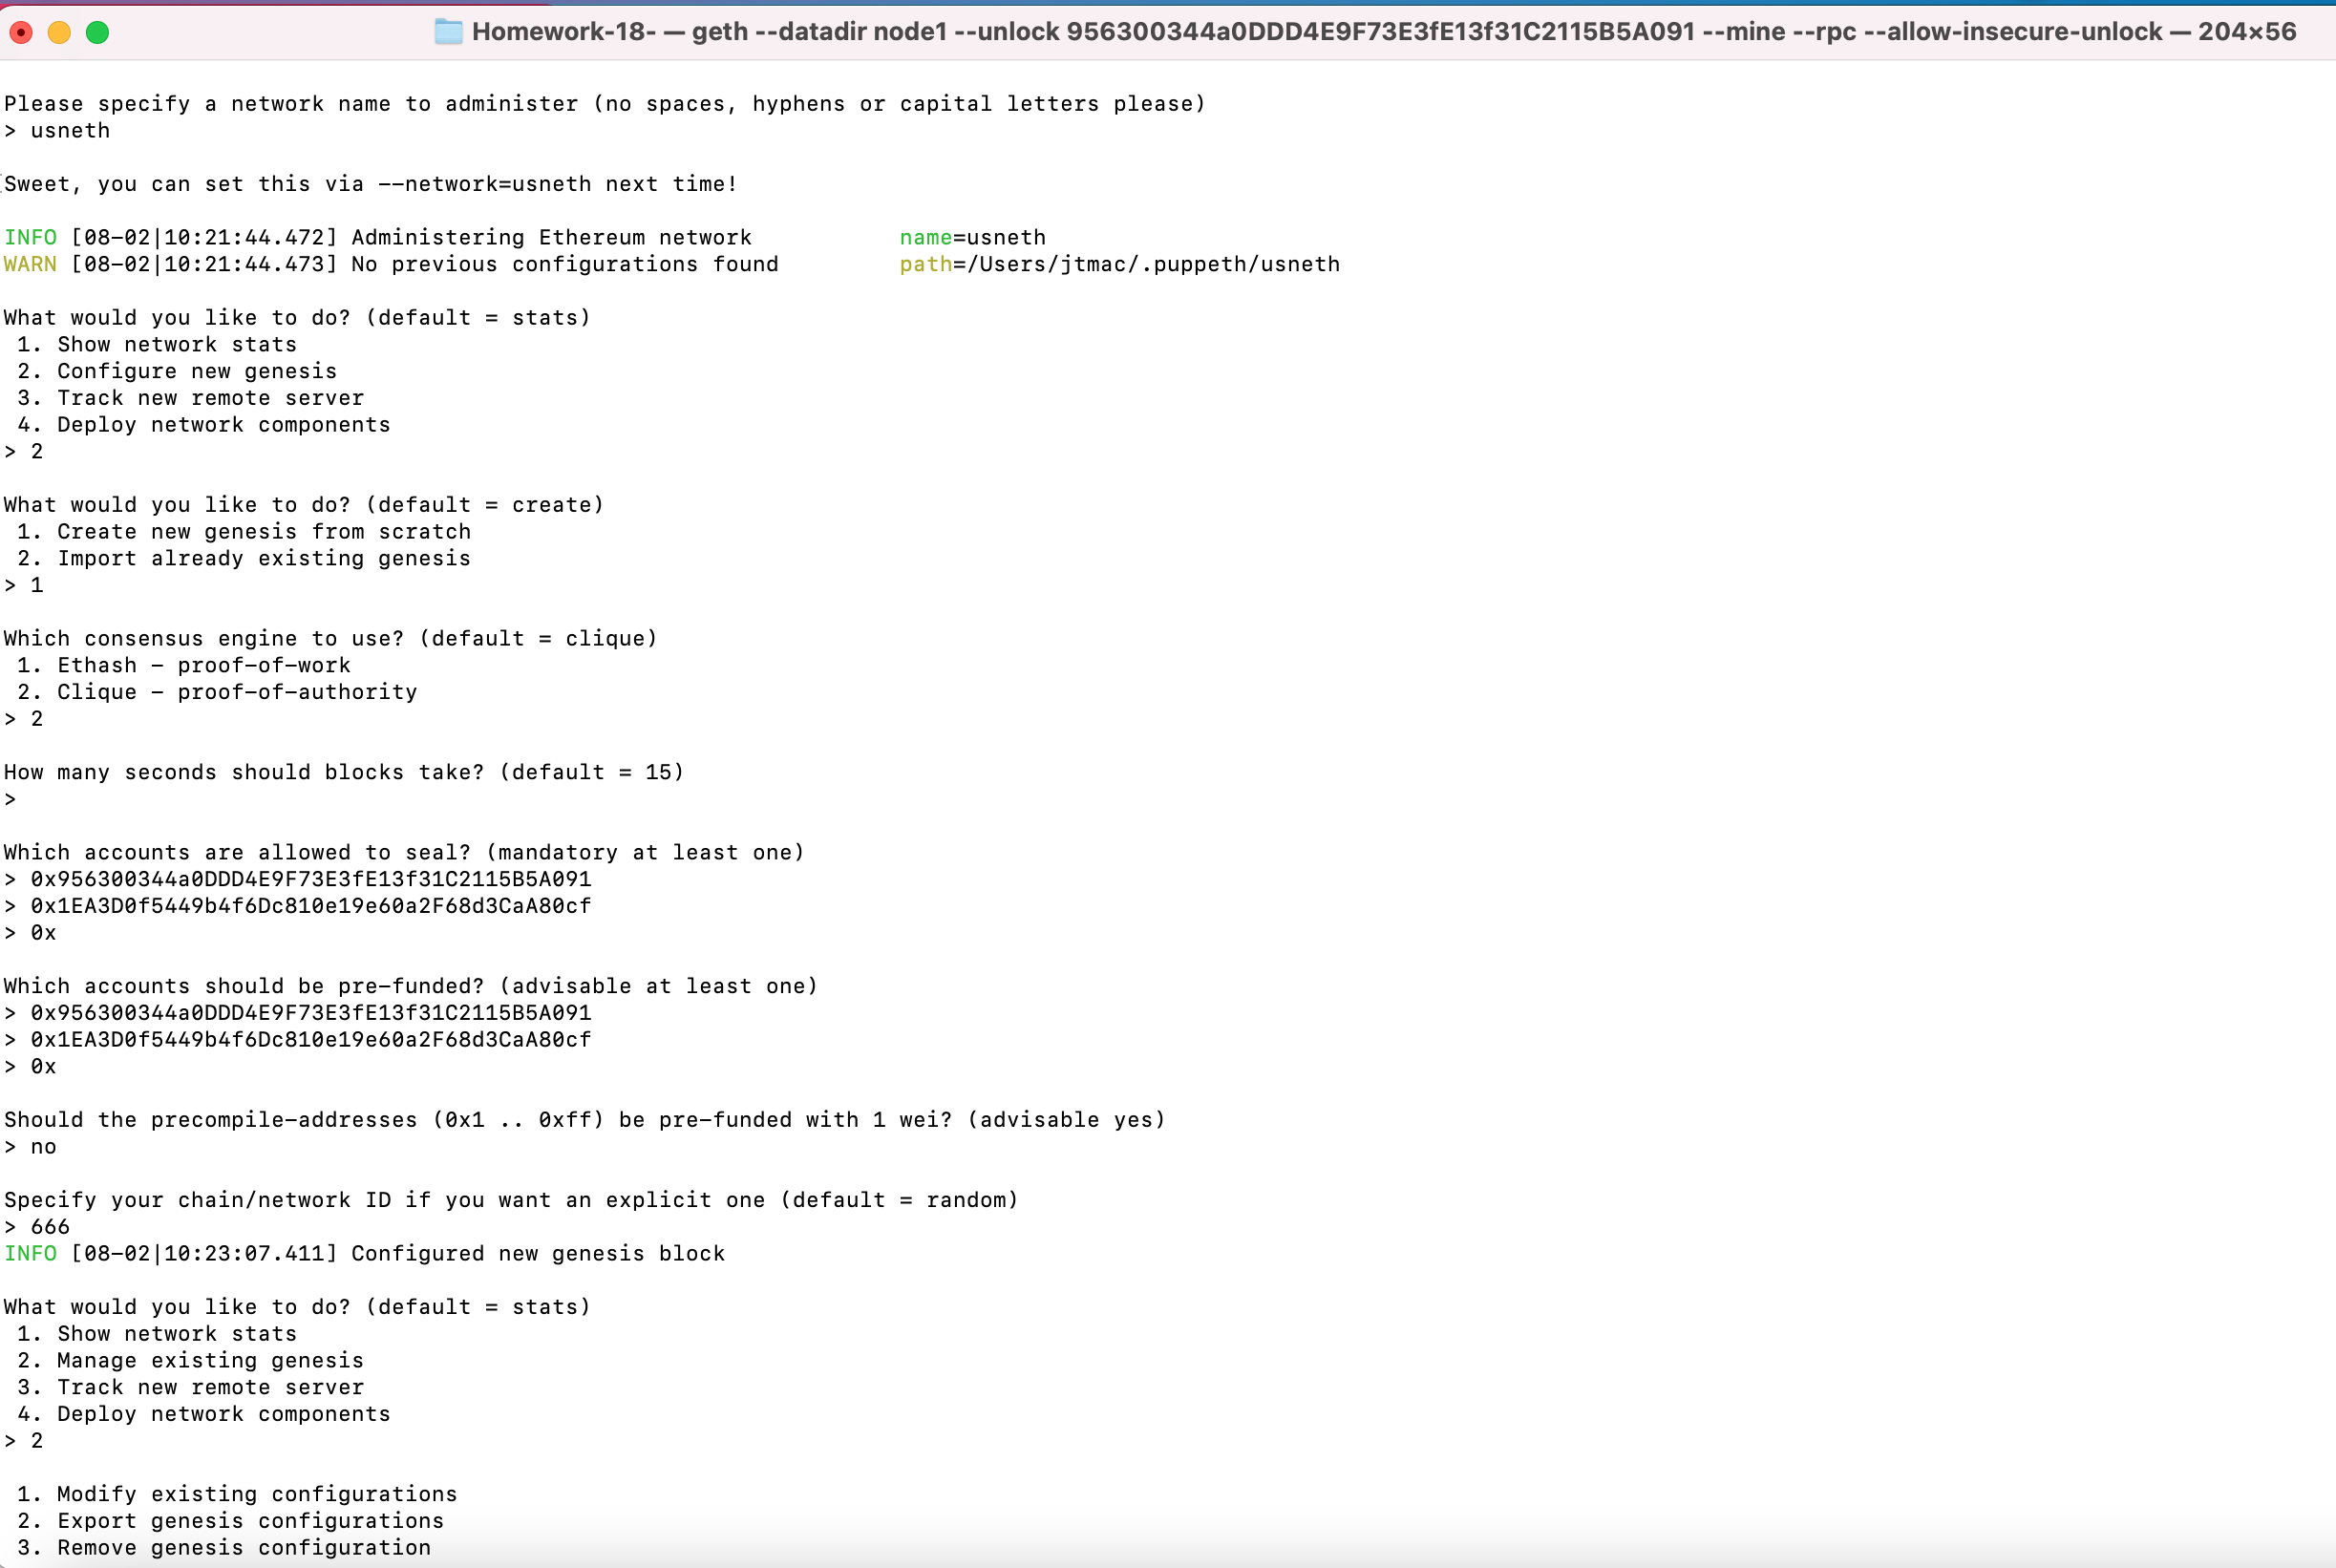 Homework-18- — geth --datadir node1 --unlock 956300344a0DDD4E9F73E3fE13f31C2115B5A091 --mine --rpc --allow-insecure-unlock — 204×56
Please specify a network name to administer (no spaces, hyphens or capital letters please)
> usneth
Sweet, you can set this via --network=usneth next time!
INFO [08-02|10:21:44.472] Administering Ethereum network name=usneth
WARN [08-02|10:21:44.473] No previous configurations found path=/Users/jtmac/.puppeth/usneth
What would you like to do? (default = stats)
1. Show network stats
2. Configure new genesis
3. Track new remote server
4. Deploy network components
> 2
What would you like to do? (default = create)
1. Create new genesis from scratch
2. Import already existing genesis
> 1
Which consensus engine to use? (default = clique)
1. Ethash - proof-of-work
2. Clique - proof-of-authority
> 2
How many seconds should blocks take? (default = 15)
>
Which accounts are allowed to seal? (mandatory at least one)
> 0x956300344a0DDD4E9F73E3fE13f31C2115B5A091
> 0x1EA3D0f5449b4f6Dc810e19e60a2F68d3CaA80cf
> 0x
Which accounts should be pre-funded? (advisable at least one)
> 0x956300344a0DDD4E9F73E3fE13f31C2115B5A091
> 0x1EA3D0f5449b4f6Dc810e19e60a2F68d3CaA80cf
> 0x
Should the precompile-addresses (0x1 .. 0xff) be pre-funded with 1 wei? (advisable yes)
> no
Specify your chain/network ID if you want an explicit one (default = random)
> 666
INFO [08-02|10:23:07.411] Configured new genesis block
What would you like to do? (default = stats)
1. Show network stats
2. Manage existing genesis
3. Track new remote server
4. Deploy network components
> 2
1. Modify existing configurations
2. Export genesis configurations
3. Remove genesis configuration